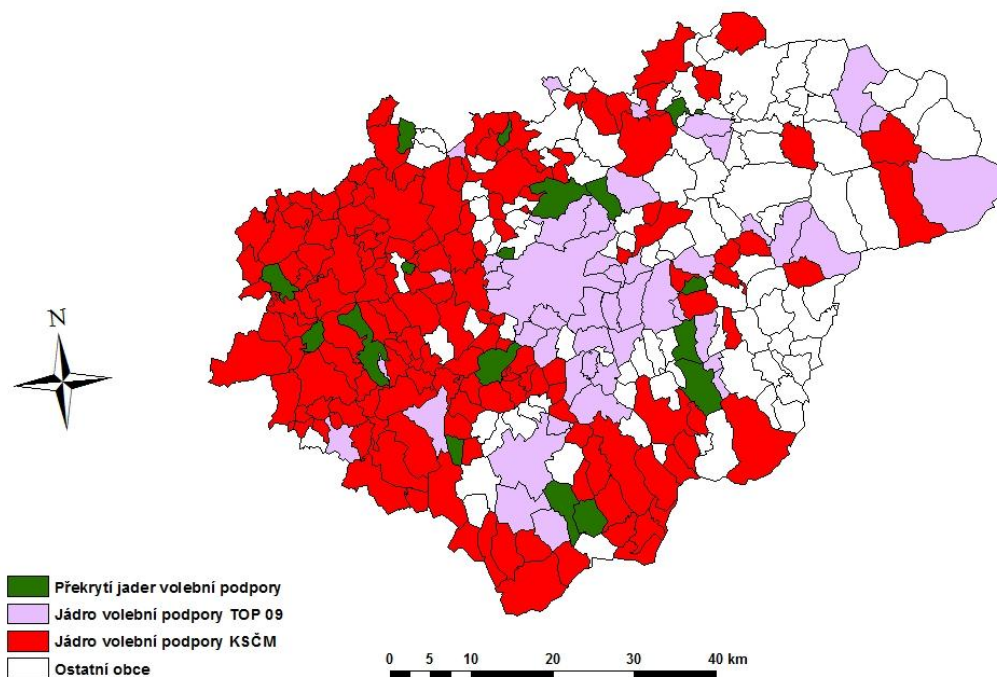 N
Překrytí jader volební podpory
Jádro volební podpory TOP 09
Jádro volební podpory KSČM
Ostatní obce
0 5 10 20 30 40 km